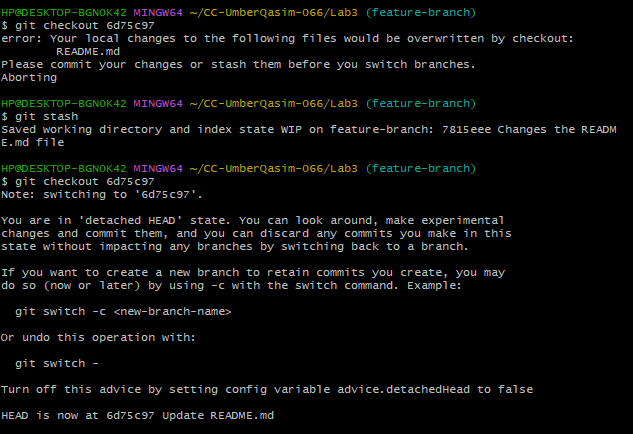 HP@DESKTOP-BGN0K42 MINGW64 ~/CC-UmberQasim-066/Lab3 (feature-branch)
$ git checkout 6d75c97
error: Your local changes to the following files would be overwritten by checkout:
        README.md
Please commit your changes or stash them before you switch branches.
Aborting

HP@DESKTOP-BGN0K42 MINGW64 ~/CC-UmberQasim-066/Lab3 (feature-branch)
$ git stash
Saved working directory and index state WIP on feature-branch: 7815eee Changes the READM
E.md file

HP@DESKTOP-BGN0K42 MINGW64 ~/CC-UmberQasim-066/Lab3 (feature-branch)
$ git checkout 6d75c97
Note: switching to '6d75c97'.

You are in 'detached HEAD' state. You can look around, make experimental
changes and commit them, and you can discard any commits you make in this
state without impacting any branches by switching back to a branch.

If you want to create a new branch to retain commits you create, you may
do so (now or later) by using -c with the switch command. Example:

  git switch -c <new-branch-name>

Or undo this operation with:

  git switch -

Turn off this advice by setting config variable advice.detachedHead to false

HEAD is now at 6d75c97 Update README.md